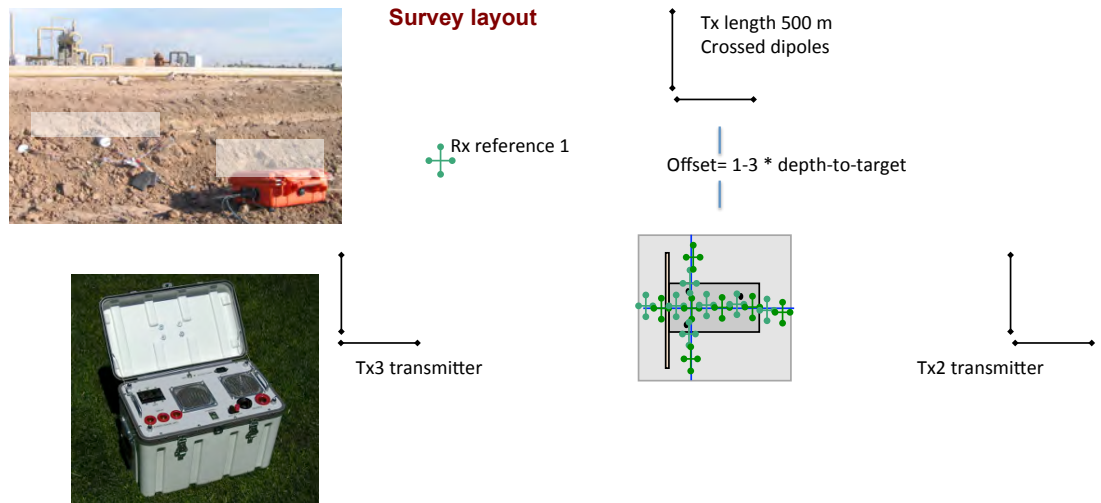 Survey layout
Tx length 500 m
Crossed dipoles
Rx reference 1
Offset= 1-3 * depth-to-target
Tx3 transmitter
Tx2 transmitter